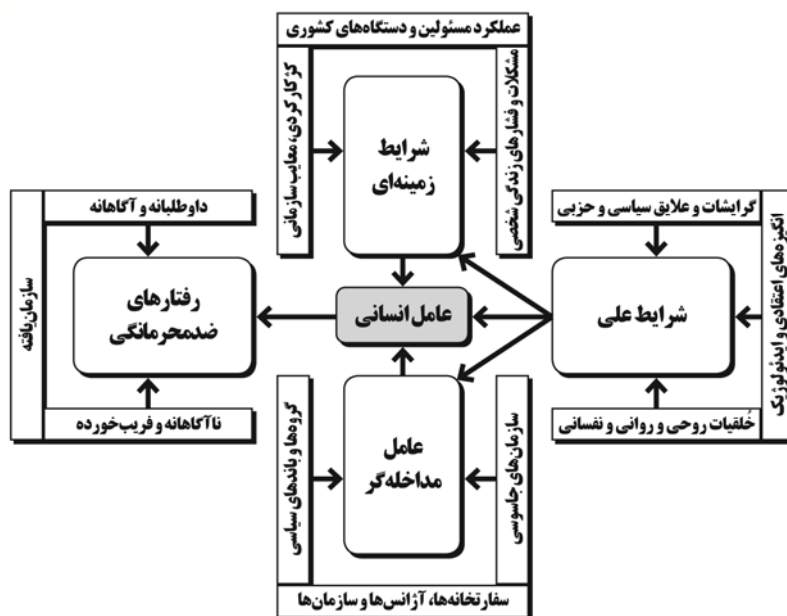 عملکرد مسئولین و دستگاه‌های کشوری
مشکلات و فشارهای زندگی شخصی
شرایط
زمینه‌ای
کژکارکردی، معایب سازمانی
انگیزه‌های اعتقادی و ایدئولوژیک
گرایشات و علایق سیاسی و حزبی
شرایط علی
خُلقیات روحی و روانی و نفسانی
عامل انسانی
داوطلبانه و آگاهانه
رفتارهای
ضدمحرمانگی
ناآگاهانه و فریب‌خورده
سازمان‌یافته
سازمان‌های جاسوسی
عامل
مداخله‌گر
گروه‌ها و باندهای سیاسی
سفارتخانه‌ها، آژانس‌ها و سازمان‌ها